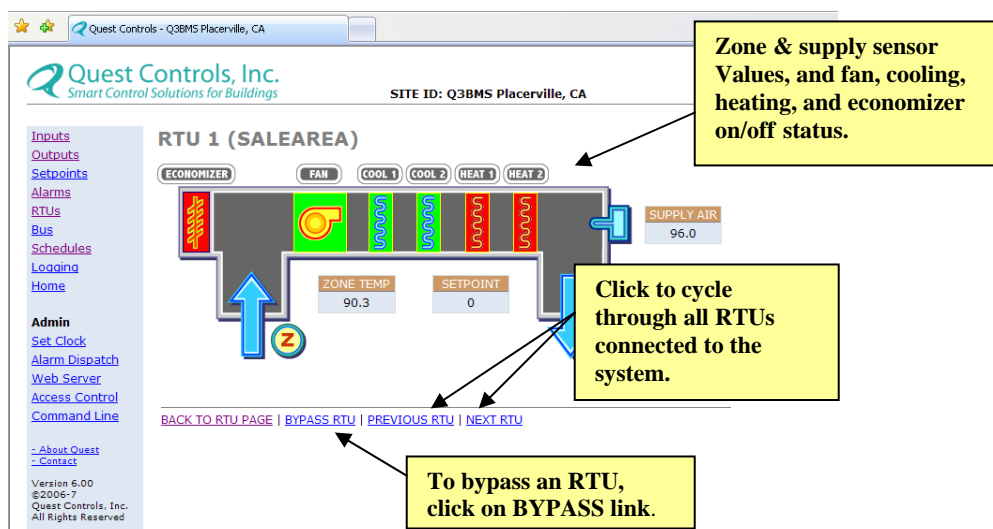 Quest Controls - Q3BMS Placerville, CA
Quest Controls, Inc.
Smart Control Solutions for Buildings
SITE ID: Q3BMS Placerville, CA
Zone & supply sensor
Values, and fan, cooling,
heating, and economizer
on/off status.
Inputs
Outputs
Setpoints
Alarms
RTUs
Bus
Schedules
Logging
Home
Admin
Set Clock
Alarm Dispatch
Web Server
Access Control
Command Line
- About Quest
- Contact
Version 6.00
©2006-7
Quest Controls, Inc.
All Rights Reserved
RTU 1 (SALEAREA)
ECONOMIZER
FAN
COOL 1
COOL 2
HEAT 1
HEAT 2
SUPPLY AIR
96.0
ZONE TEMP
90.3
SETPOINT
0
Z
Click to cycle
through all RTUs
connected to the
system.
BACK TO RTU PAGE | BYPASS RTU | PREVIOUS RTU | NEXT RTU
To bypass an RTU,
click on BYPASS link.